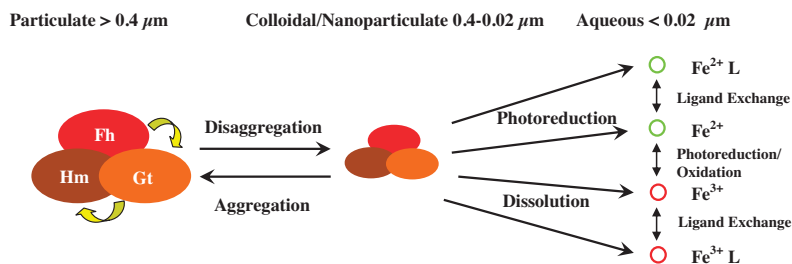 Particulate > 0.4 µm
Colloidal/Nanoparticulate 0.4-0.02 µm
Aqueous < 0.02 µm
Fh
Hm
Gt
Disaggregation
Aggregation
Photoreduction
Dissolution
Fe²⁺ L
Ligand Exchange
Fe²⁺
Photoreduction/
Oxidation
Fe³⁺
Ligand Exchange
Fe³⁺ L